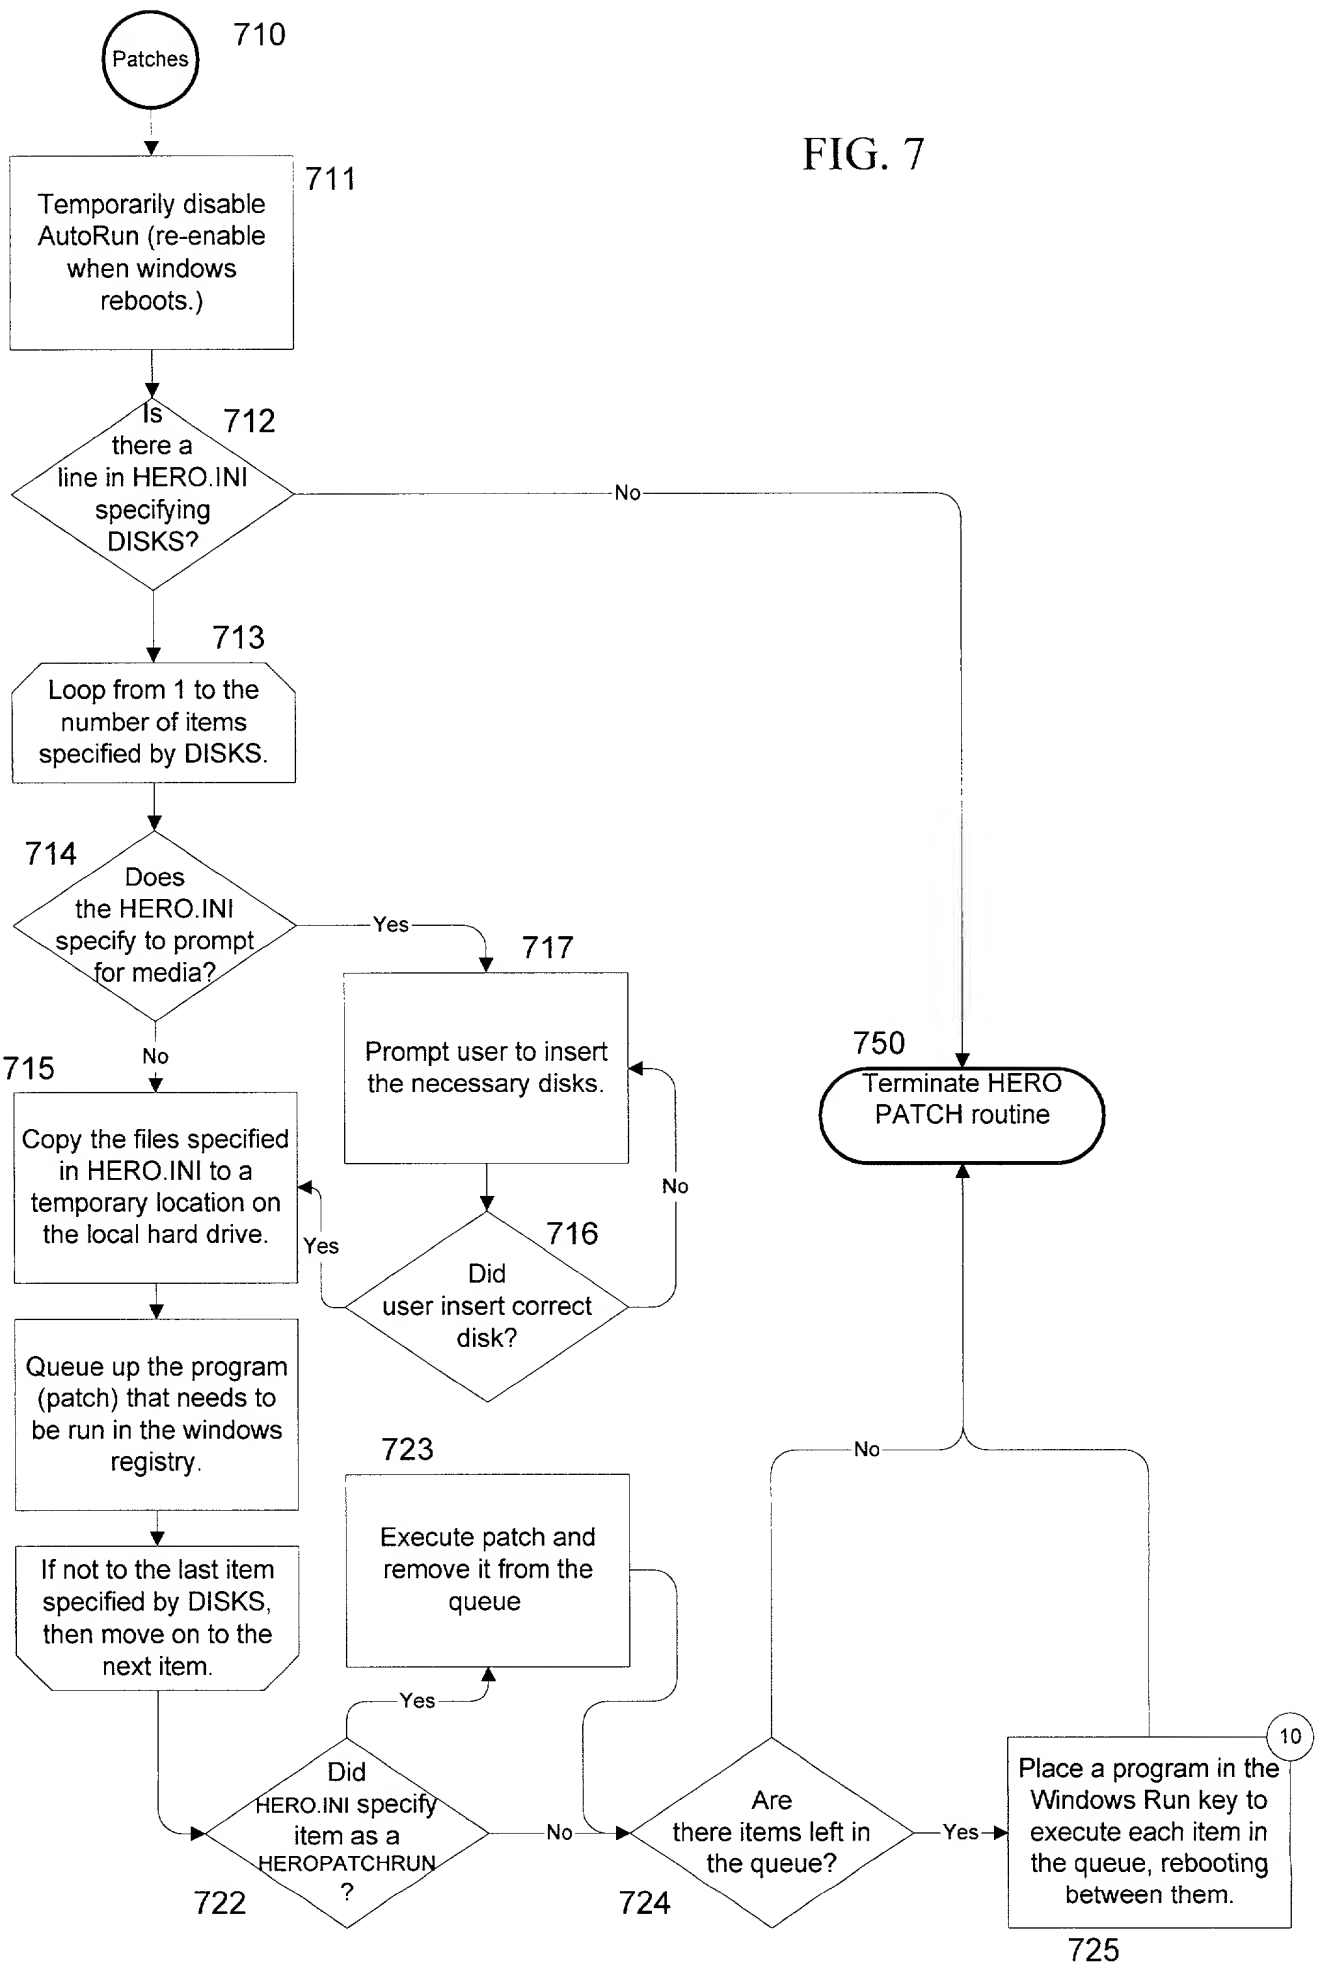 710
Patches
FIG. 7
711
Temporarily disable
AutoRun (re-enable
when windows
reboots.)
712
Is
there a
line in HERO.INI
specifying
DISKS?
No
713
Loop from 1 to the
number of items
specified by DISKS.
714
Does
the HERO.INI
specify to prompt
for media?
Yes
717
Prompt user to insert
the necessary disks.
No
715
Copy the files specified
in HERO.INI to a
temporary location on
the local hard drive.
Yes
716
Did
user insert correct
disk?
No
750
Terminate HERO
PATCH routine
Queue up the program
(patch) that needs to
be run in the windows
registry.
723
Execute patch and
remove it from the
queue
If not to the last item
specified by DISKS,
then move on to the
next item.
Yes
Did
HERO.INI specify
item as a
HEROPATCHRUN
?
722
No
Are
there items left in
the queue?
724
No
Yes
10
Place a program in the
Windows Run key to
execute each item in
the queue, rebooting
between them.
725